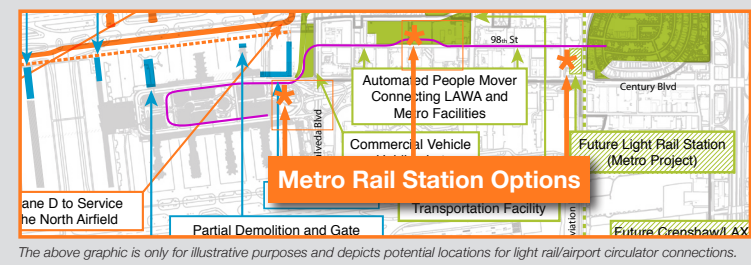 98th St
Automated People Mover
Connecting LAWA and
Metro Facilities
Century Blvd
Commercial Vehicle
Future Light Rail Station
(Metro Project)
Metro Rail Station Options
ane D to Service
he North Airfield
Transportation Facility
Partial Demolition and Gate
Future Crenshaw/LAX
The above graphic is only for illustrative purposes and depicts potential locations for light rail/airport circulator connections.